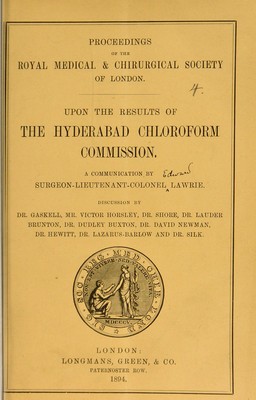 PROCEEDINGS
OF THE
ROYAL MEDICAL & CHIRURGICAL SOCIETY
OF LONDON.
4.
UPON THE RESULTS OF
THE HYDERABAD CHLOROFORM
COMMISSION.
A COMMUNICATION BY
Edward
SURGEON-LIEUTENANT-COLONEL ‸ LAWRIE.
DISCUSSION BY
DR. GASKELL, MR. VICTOR HORSLEY, DR. SHORE, DR. LAUDER
BRUNTON, DR. DUDLEY BUXTON, DR. DAVID NEWMAN,
DR. HEWITT, DR. LAZARUS-BARLOW AND DR. SILK.
LONDON:
LONGMANS, GREEN, & CO.
PATERNOSTER ROW.
1894.